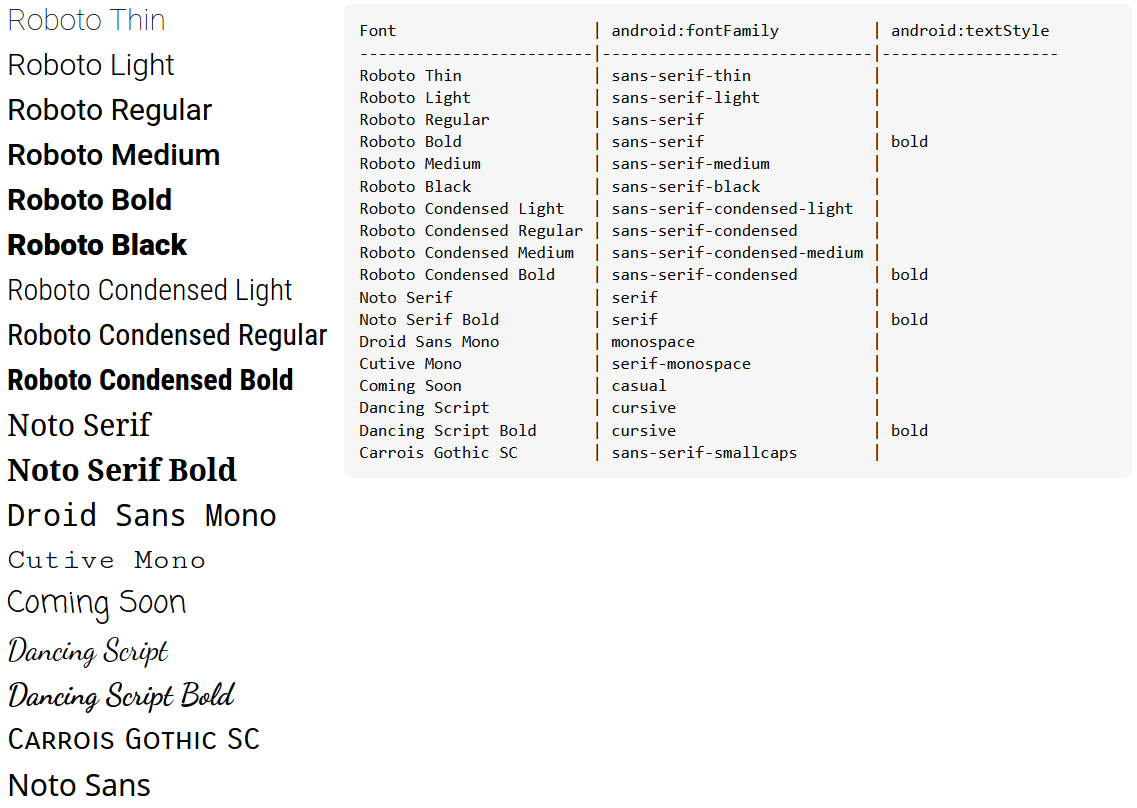 Roboto Thin
Roboto Light
Roboto Regular
Roboto Medium
Roboto Bold
Roboto Black
Roboto Condensed Light
Roboto Condensed Regular
Roboto Condensed Bold
Noto Serif
Noto Serif Bold
Droid Sans Mono
Cutive Mono
Coming Soon
Dancing Script
Dancing Script Bold
Carrois Gothic SC
Noto Sans
Font                     | android:fontFamily          | android:textStyle
-------------------------|-----------------------------|-------------------
Roboto Thin              | sans-serif-thin             |
Roboto Light             | sans-serif-light            |
Roboto Regular           | sans-serif                  |
Roboto Bold              | sans-serif                  | bold
Roboto Medium            | sans-serif-medium           |
Roboto Black             | sans-serif-black            |
Roboto Condensed Light   | sans-serif-condensed-light  |
Roboto Condensed Regular | sans-serif-condensed        |
Roboto Condensed Medium  | sans-serif-condensed-medium |
Roboto Condensed Bold    | sans-serif-condensed        | bold
Noto Serif               | serif                       |
Noto Serif Bold          | serif                       | bold
Droid Sans Mono          | monospace                   |
Cutive Mono              | serif-monospace             |
Coming Soon              | casual                      |
Dancing Script           | cursive                     |
Dancing Script Bold      | cursive                     | bold
Carrois Gothic SC        | sans-serif-smallcaps        |